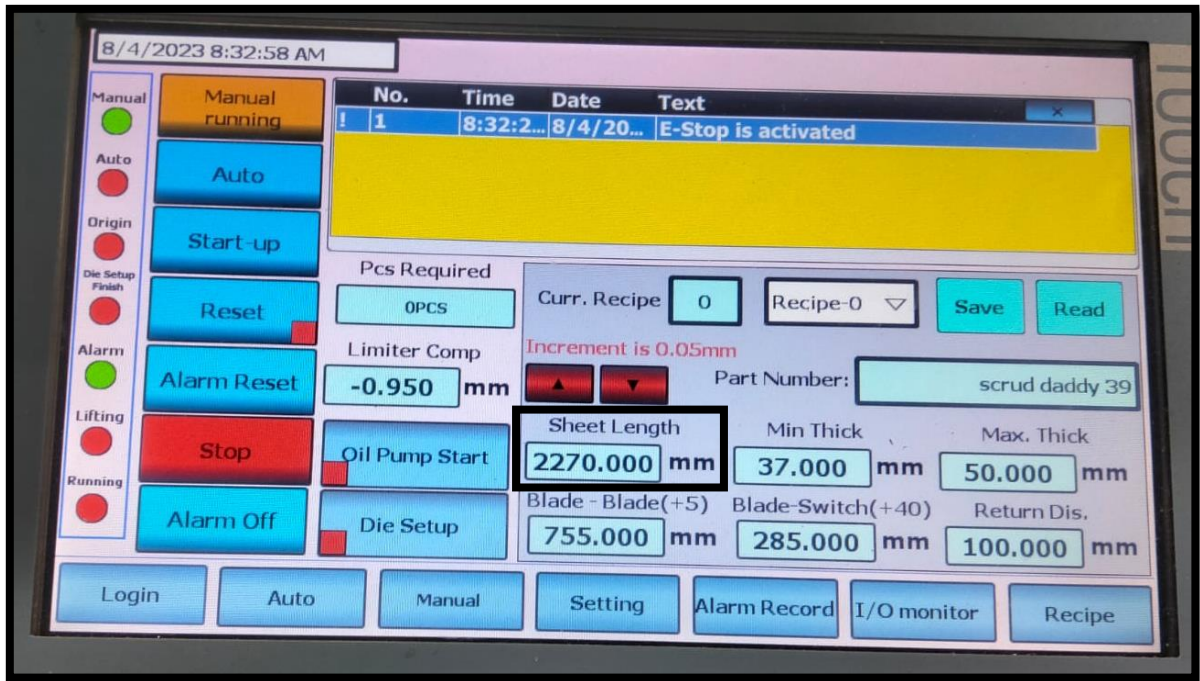 8/4/2023 8:32:58 AM
Manual
Auto
Origin
Die Setup
Finish
Alarm
Lifting
Running
Manual
running
Auto
Start-up
Reset
Alarm Reset
Stop
Alarm Off
No. Time Date Text
! 1 8:32:2... 8/4/20... E-Stop is activated
×
Pcs Required
0PCS
Limiter Comp
-0.950 mm
Oil Pump Start
Die Setup
Curr. Recipe 0 Recipe-0 Save Read
Increment is 0.05mm
▲ ▼
Part Number: scrud daddy 39
Sheet Length Min Thick Max. Thick
2270.000 mm 37.000 mm 50.000 mm
Blade - Blade(+5) Blade-Switch(+40) Return Dis.
755.000 mm 285.000 mm 100.000 mm
Login Auto Manual Setting Alarm Record I/O monitor Recipe